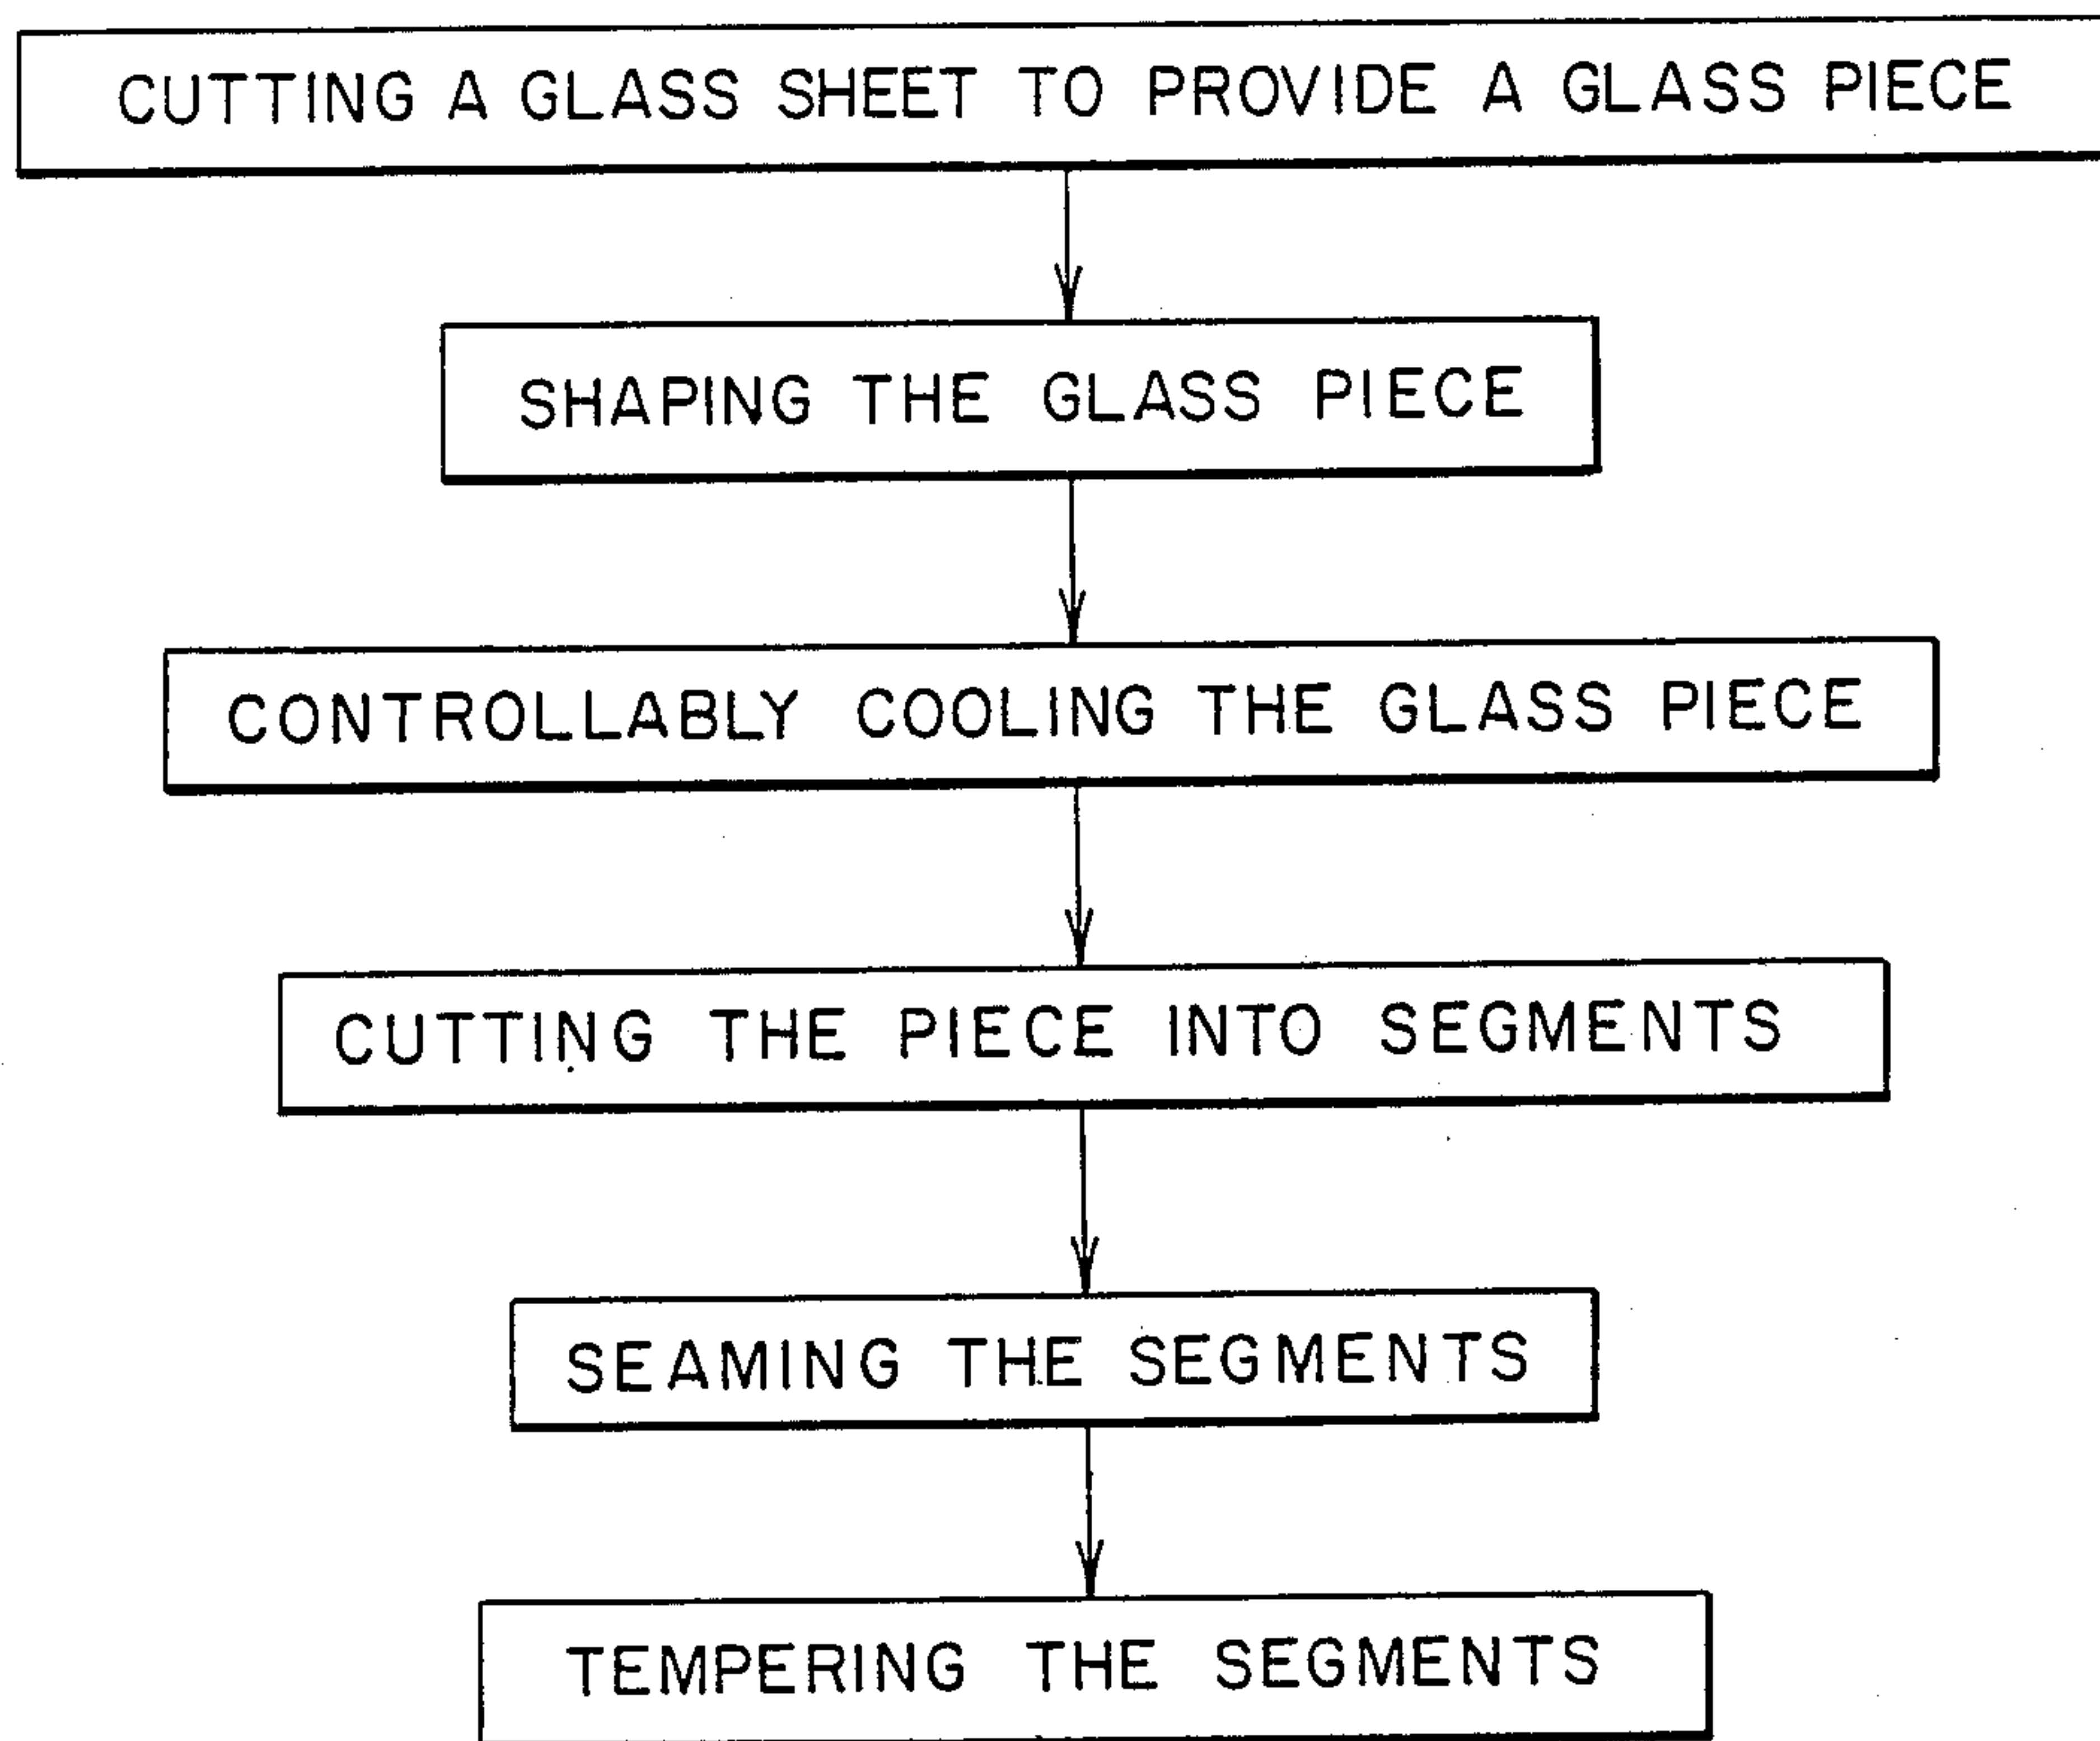 CUTTING A GLASS SHEET TO PROVIDE A GLASS PIECE
SHAPING THE GLASS PIECE
CONTROLLABLY COOLING THE GLASS PIECE
CUTTING THE PIECE INTO SEGMENTS
SEAMING THE SEGMENTS
TEMPERING THE SEGMENTS